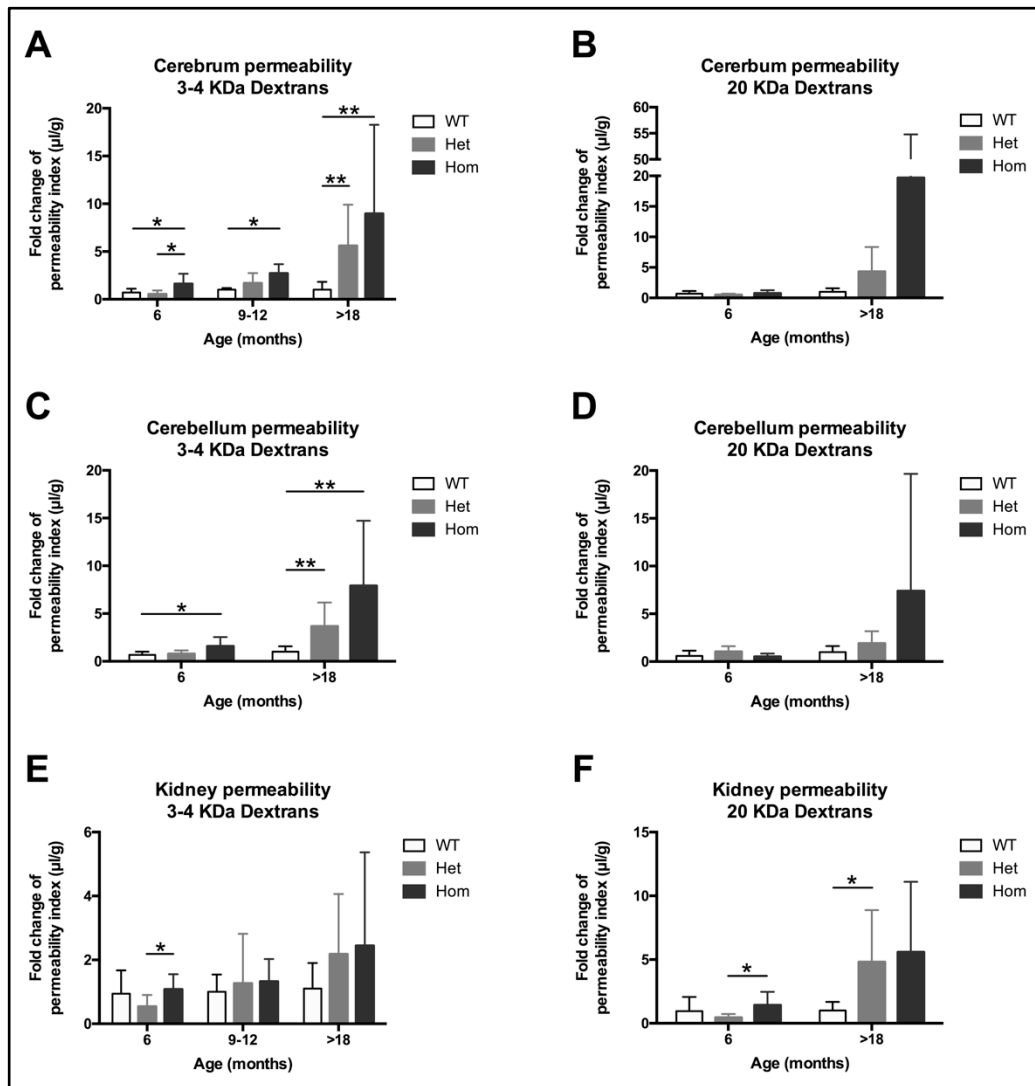 A
Cerebrum permeability
3-4 KDa Dextrans
Fold change of
permeability index (µl/g)
20
15
10
5
0
*
*
*
**
**
6
9-12
>18
Age (months)
WT
Het
Hom
B
Cererbum permeability
20 KDa Dextrans
Fold change of
permeability index (µl/g)
60
55
50
20
15
10
5
0
6
>18
Age (months)
WT
Het
Hom
C
Cerebellum permeability
3-4 KDa Dextrans
Fold change of
permeability index (µl/g)
20
15
10
5
0
*
**
**
6
>18
Age (months)
WT
Het
Hom
D
Cerebellum permeability
20 KDa Dextrans
Fold change of
permeability index (µl/g)
20
15
10
5
0
6
>18
Age (months)
WT
Het
Hom
E
Kidney permeability
3-4 KDa Dextrans
Fold change of
permeability index (µl/g)
6
4
2
0
*
6
9-12
>18
Age (months)
WT
Het
Hom
F
Kidney permeability
20 KDa Dextrans
Fold change of
permeability index (µl/g)
15
10
5
0
*
*
6
>18
Age (months)
WT
Het
Hom